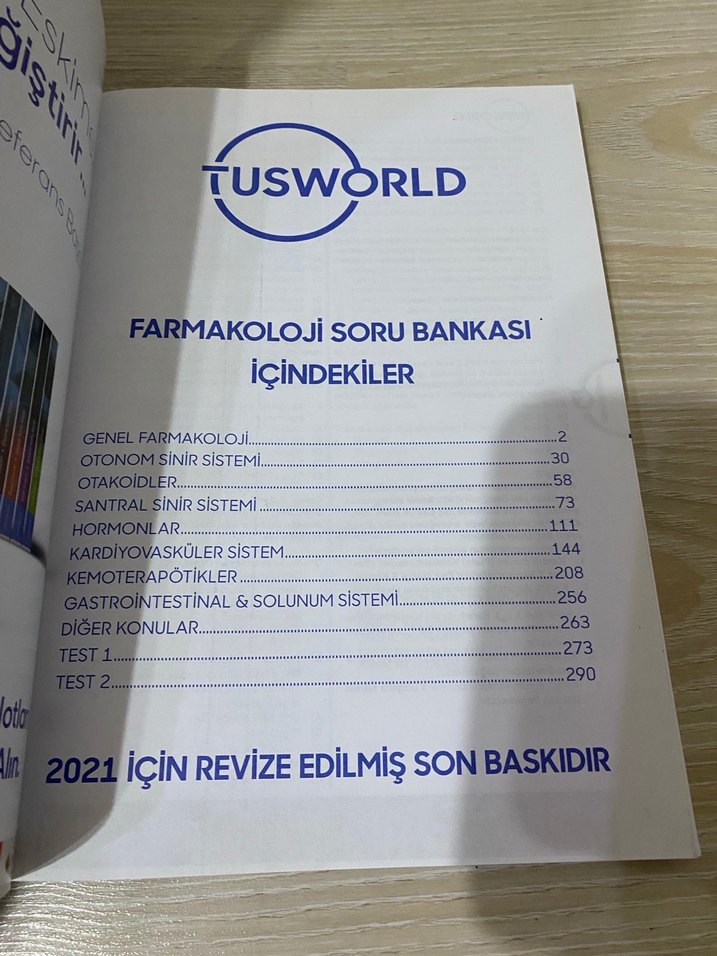 TUSWORLD
FARMAKOLOJİ SORU BANKASI
İÇİNDEKİLER
GENEL FARMAKOLOJİ 2
OTONOM SİNİR SİSTEMİ 30
OTAKOİDLER 58
SANTRAL SİNİR SİSTEMİ 73
HORMONLAR 111
KARDİYOVASKÜLER SİSTEM 144
KEMOTERAPÖTİKLER 208
GASTROİNTESTİNAL & SOLUNUM SİSTEMİ 256
DİĞER KONULAR 263
TEST 1 273
TEST 2 290
2021 İÇİN REVİZE EDİLMİŞ SON BASKIDIR